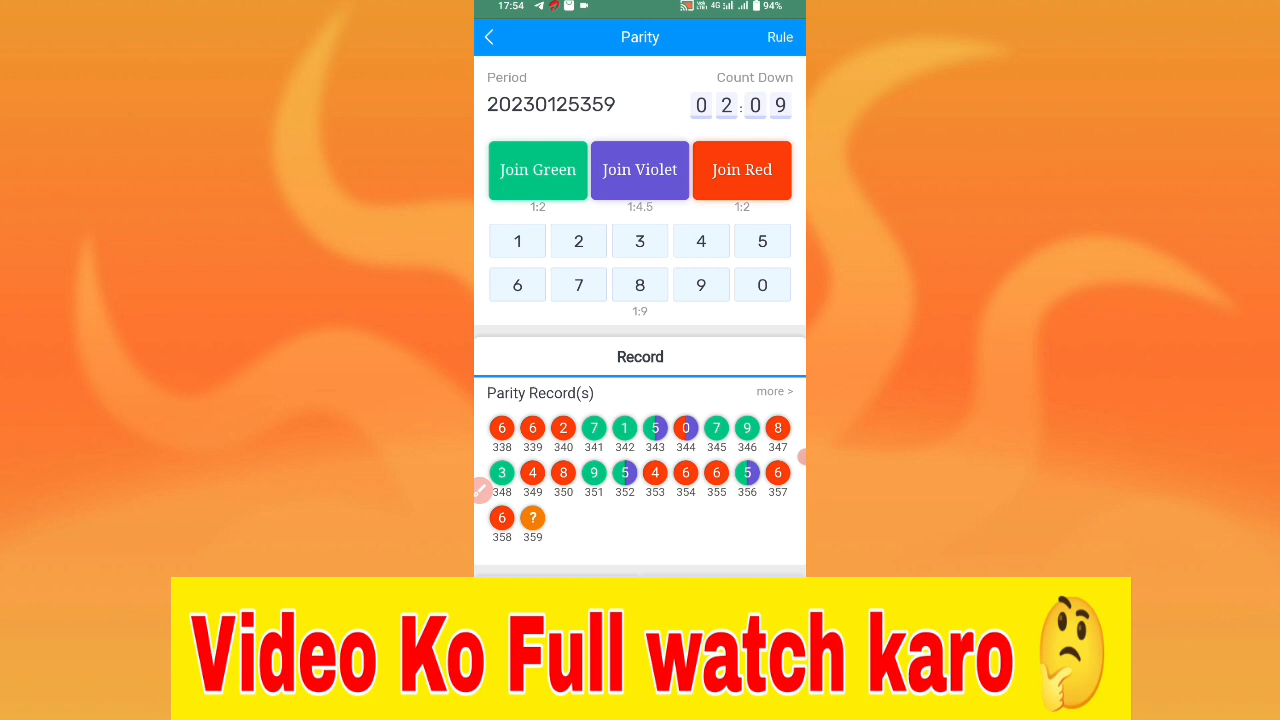 17:54 4G 94%
Parity Rule
Period Count Down
20230125359 0 2 : 0 9
Join Green Join Violet Join Red
1:2 1:4.5 1:2
1 2 3 4 5
6 7 8 9 0
1:9
Record
Parity Record(s) more >
6 6 2 7 1 5 0 7 9 8
338 339 340 341 342 343 344 345 346 347
3 4 8 9 5 4 6 6 5 6
348 349 350 351 352 353 354 355 356 357
6 ?
358 359
Video Ko Full watch karo